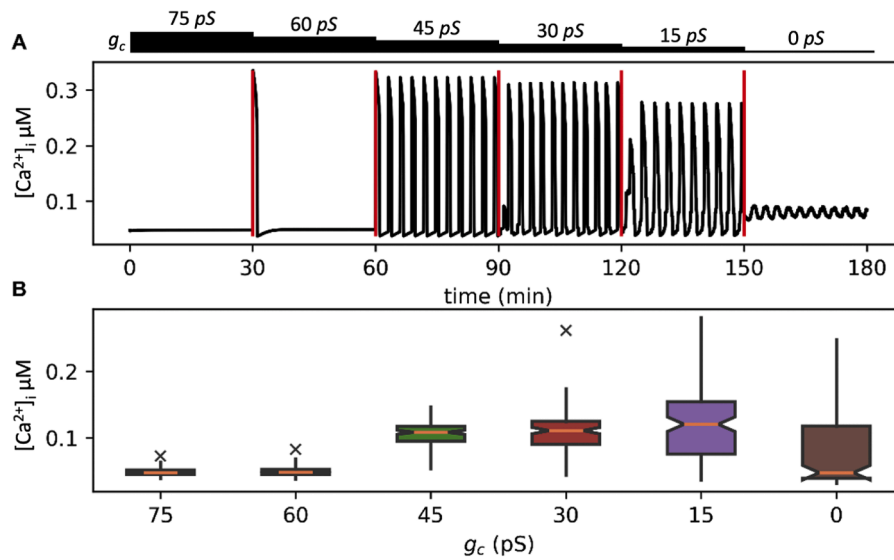 A
75 pS 60 pS 45 pS 30 pS 15 pS 0 pS
gc
0.3
0.2
0.1
[Ca2+]i μM
0 30 60 90 120 150 180
time (min)
B
0.2
0.1
[Ca2+]i μM
75 60 45 30 15 0
gc (pS)